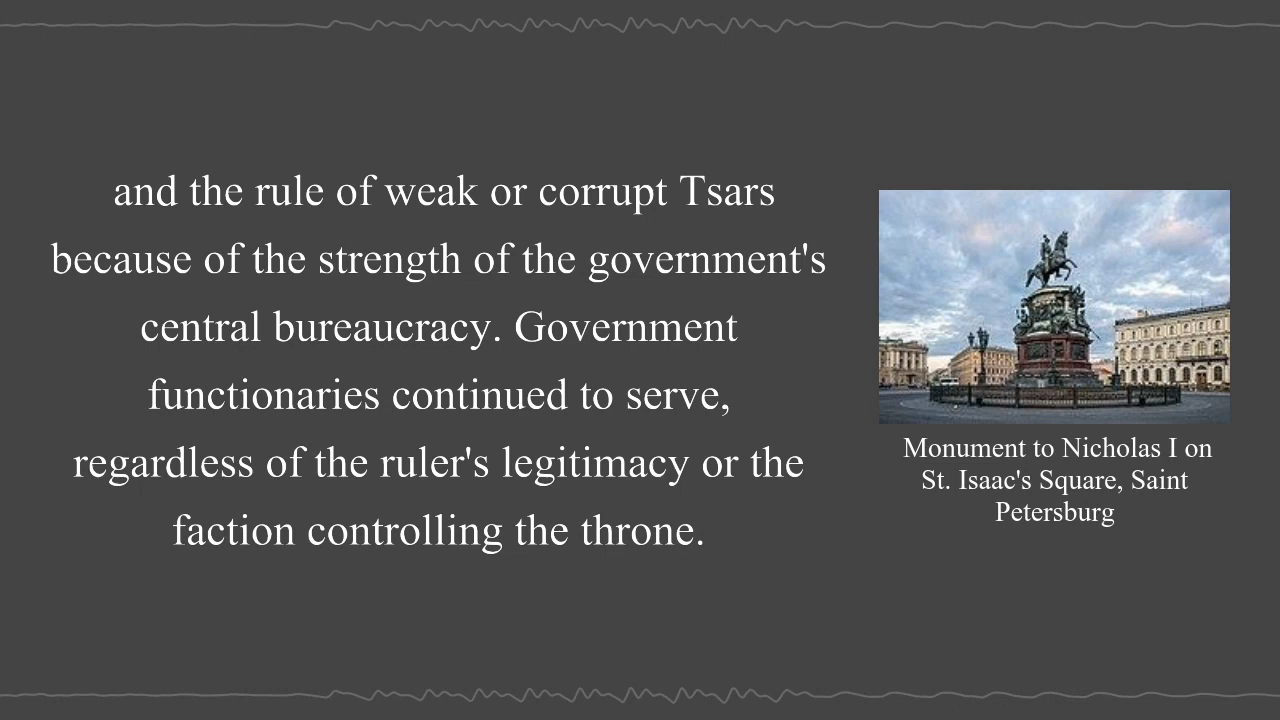 and the rule of weak or corrupt Tsars
because of the strength of the government's
central bureaucracy. Government
functionaries continued to serve,
regardless of the ruler's legitimacy or the
faction controlling the throne.
Monument to Nicholas I on
St. Isaac's Square, Saint
Petersburg